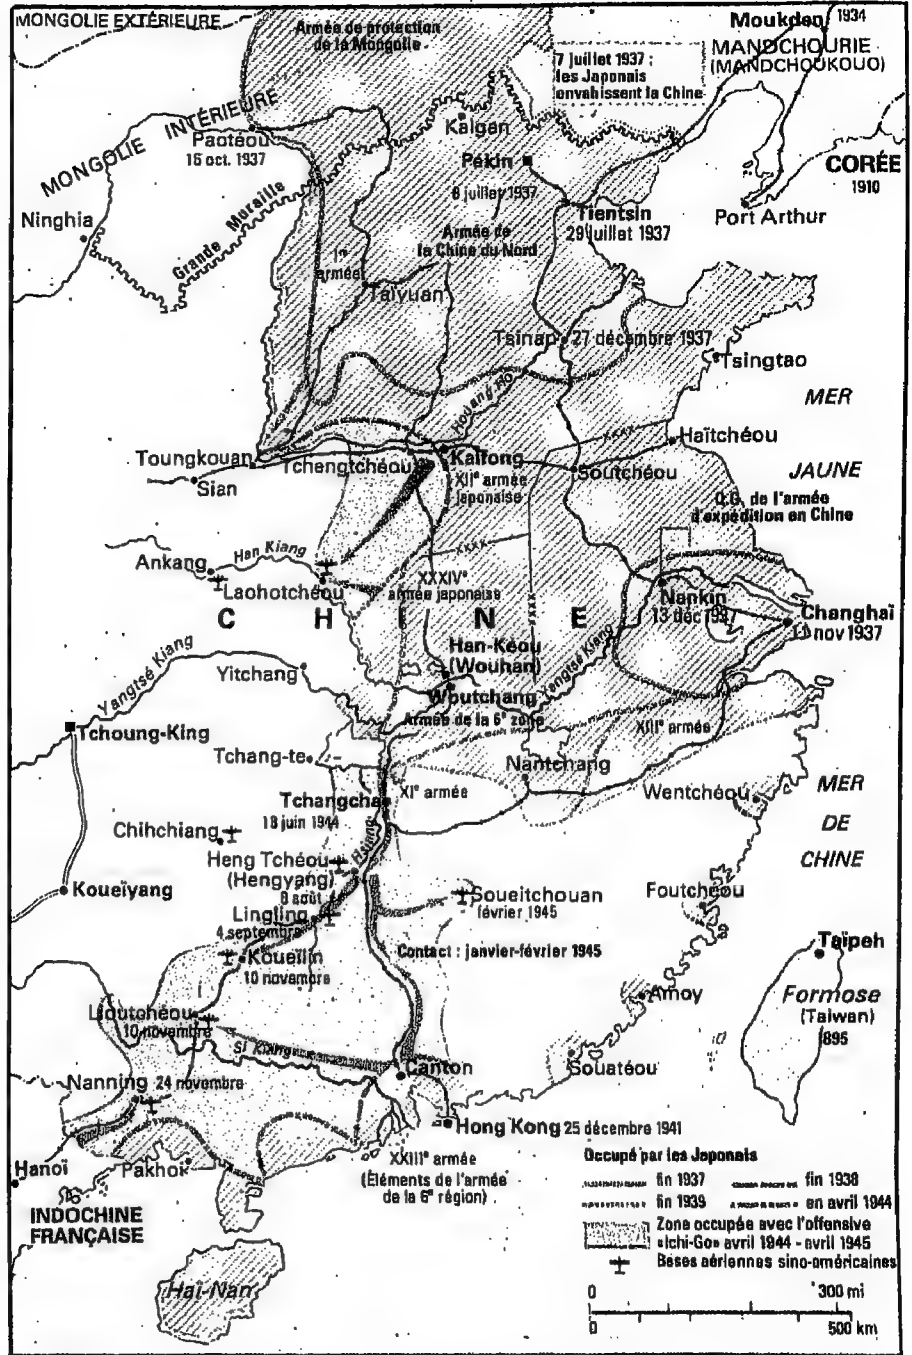 MONGOLIE EXTÉRIEURE
Armée de protection
de la Mongolie
Moukden 1934
MANDCHOURIE
(MANDCHOUKOUO)
7 juillet 1937 :
les Japonais
envahissent la Chine
MONGOLIE INTÉRIEURE
Kalgan
Paotéou
16 oct. 1937
Pékin
8 juillet 1937
CORÉE
1910
Ninghia
Grande Muraille
Tientsin
29 juillet 1937
Port Arthur
Armée de
la Chine du Nord
1re
armée
Taïyuan
Tsinan
27 décembre 1937
Tsingtao
MER
JAUNE
Houang Ho
Haïtchéou
Toungkouan
Tchengtchéou
Kaïfong
Soutchéou
Sian
XIIe armée
japonaise
Q.G. de l'armée
d'expédition en Chine
Ankang
Han Kiang
Laohotchéou
XXXIVe
armée japonaise
Nankin
13 déc 1937
Changhaï
nov 1937
C H I N E
Han-Kéou
(Wouhan)
Yangtsé Kiang
Yitchang
Yangtsé Kiang
Woutchang
Armée de la 6e zone
Tchoung-King
XIIIe armée
Tchang-te
Nantchang
MER
DE
CHINE
XIe armée
Wentchéou
Tchangcha
18 juin 1944
Chihchiang
Hsiang
Heng Tchéou
(Hengyang)
8 août
Koueïyang
Soueitchouan
février 1945
Foutchéou
Lingling
4 septembre
Contact : janvier-février 1945
Taïpeh
Koueïlin
10 novembre
Amoy
Formose
(Taiwan)
895
Lioutchéou
10 novembre
Si Kiang
Canton
Souatéou
Nanning 24 novembre
Hong Kong 25 décembre 1941
Hanoï
Pakhoï
XXIIIe armée
(Éléments de l'armée
de la 6e région)
INDOCHINE
FRANÇAISE
Haï-Nan
Occupé par les Japonais
fin 1937
fin 1938
fin 1939
en avril 1944
Zone occupée avec l'offensive
«Ichi-Go» avril 1944 - avril 1945
Bases aériennes sino-américaines
0 300 mi
0 500 km